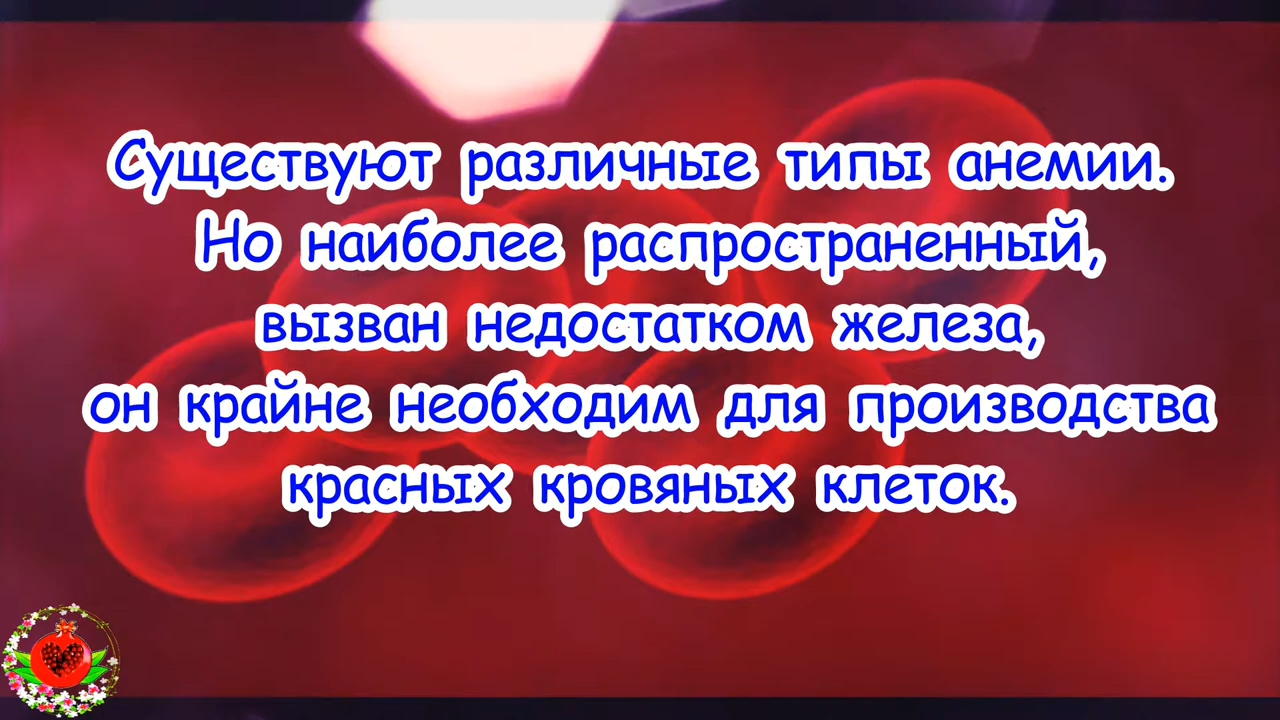 Существуют различные типы анемии.
Но наиболее распространенный,
вызван недостатком железа,
он крайне необходим для производства
красных кровяных клеток.